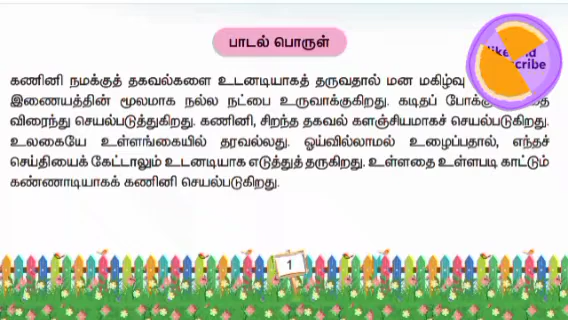 பாடல் பொருள்
கணினி நமக்குத் தகவல்களை உடனடியாகத் தருவதால் மன மகிழ்வு
இணையத்தின் மூலமாக நல்ல நட்பை உருவாக்குகிறது. கடிதப்
விரைந்து செயல்படுத்துகிறது. கணினி, சிறந்த தகவல் களஞ்சியமாகச் செயல்படுகிறது.
உலகையே உள்ளங்கையில் தரவல்லது. ஓய்வில்லாமல் உழைப்பதால், எந்தச்
செய்தியைக் கேட்டாலும் உடனடியாக எடுத்துத் தருகிறது. உள்ளதை உள்ளபடி காட்டும்
கண்ணாடியாகக் கணினி செயல்படுகிறது.
1